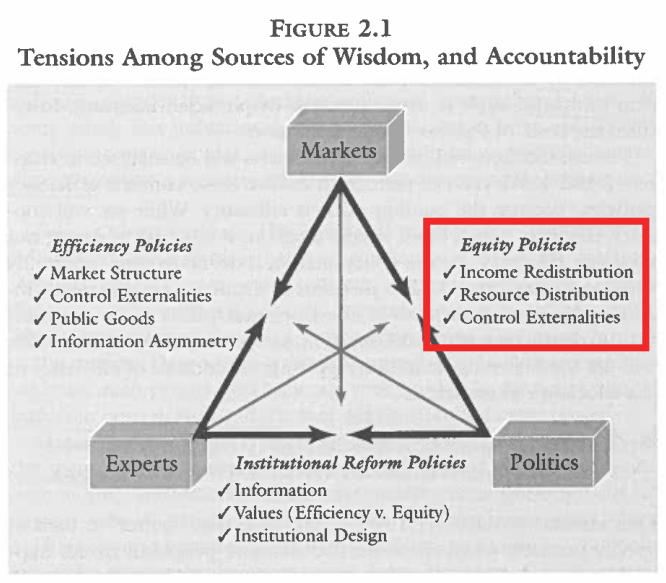 FIGURE 2.1
Tensions Among Sources of Wisdom, and Accountability
Markets
Efficiency Policies
✓ Market Structure
✓ Control Externalities
✓ Public Goods
✓ Information Asymmetry
Equity Policies
✓ Income Redistribution
✓ Resource Distribution
✓ Control Externalities
Experts
Politics
Institutional Reform Policies
✓ Information
✓ Values (Efficiency v. Equity)
✓ Institutional Design